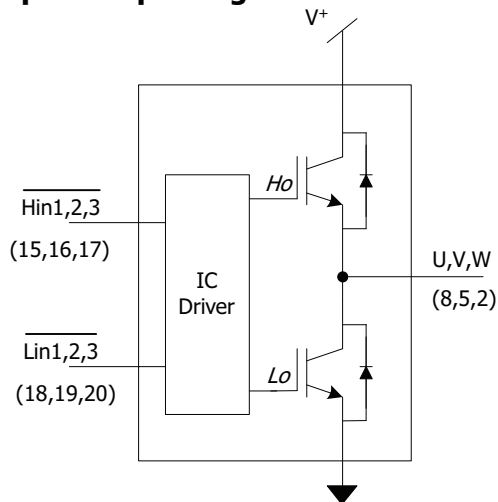 V+
Ho
Hin1,2,3
(15,16,17)
IC
Driver
U,V,W
(8,5,2)
Lin1,2,3
(18,19,20)
Lo